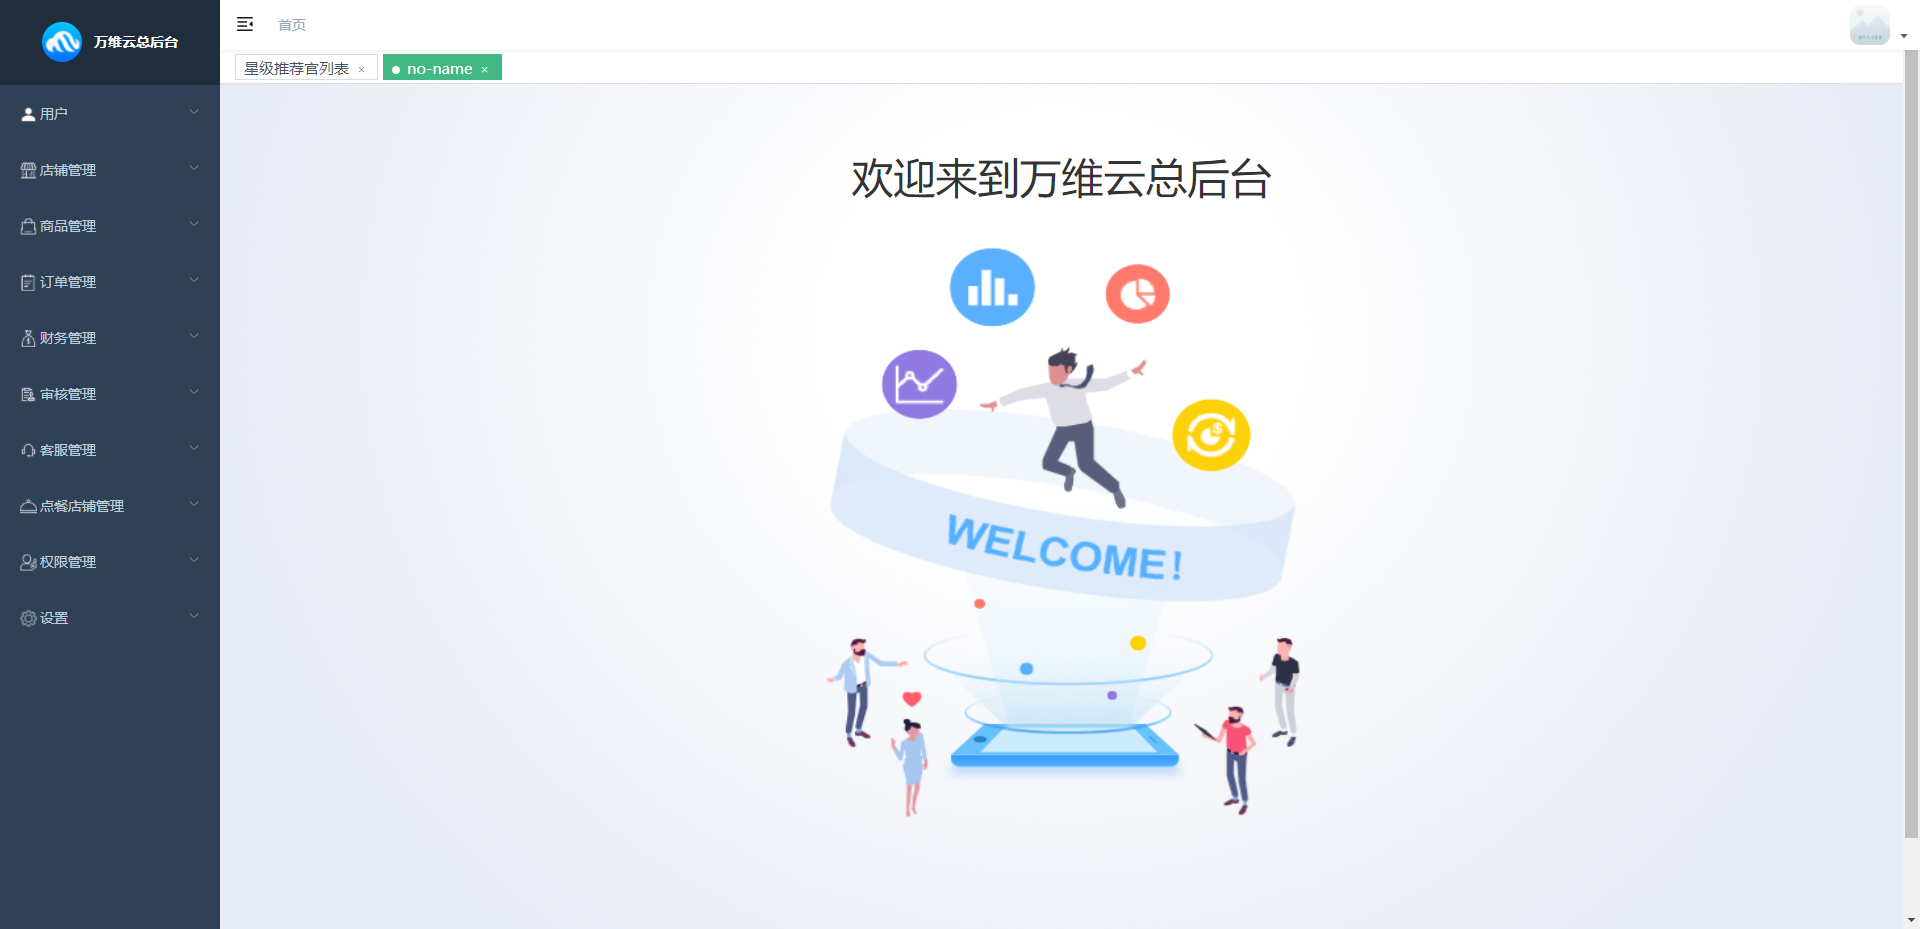 万维云总后台
首页
星级推荐官列表 ×
no-name ×
用户
店铺管理
商品管理
订单管理
财务管理
审核管理
客服管理
点餐店铺管理
权限管理
设置
欢迎来到万维云总后台
$
WELCOME!